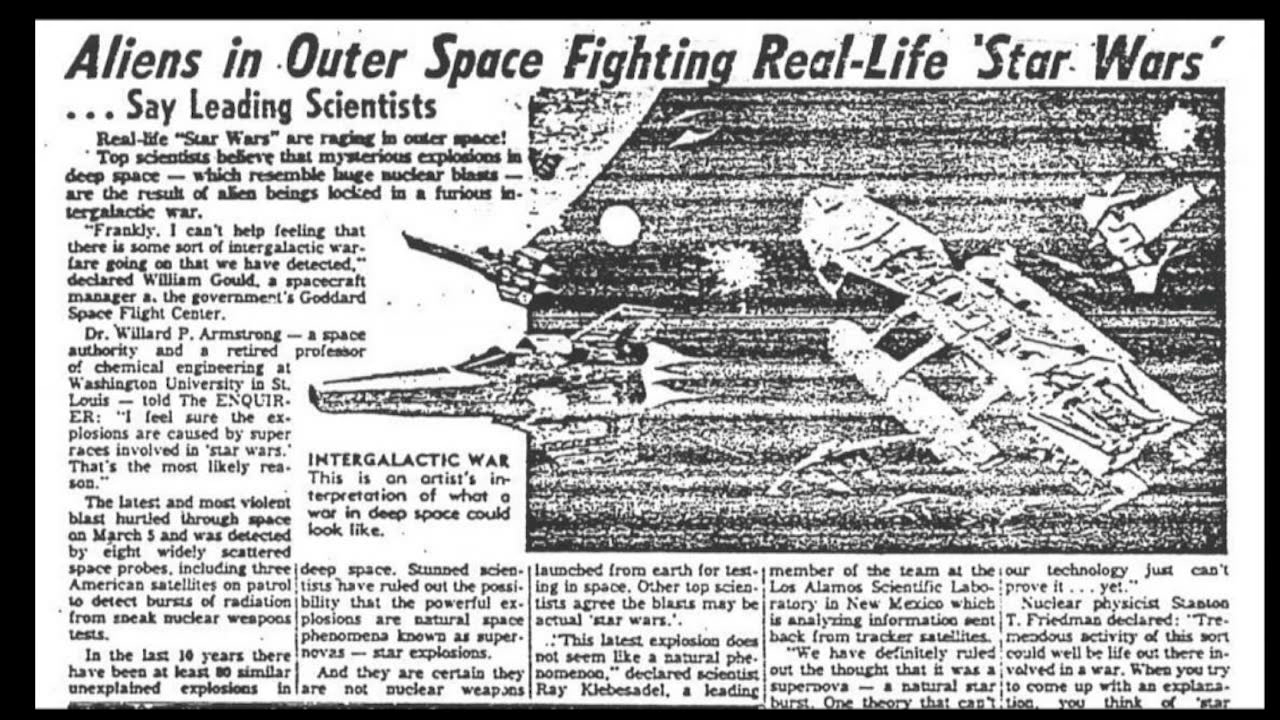 Aliens in Outer Space Fighting Real-Life 'Star Wars'
... Say Leading Scientists
Real-life "Star Wars" are raging in outer space!
Top scientists believe that mysterious explosions in
deep space — which resemble huge nuclear blasts —
are the result of alien beings locked in a furious in-
tergalactic war.
"Frankly, I can't help feeling that
there is some sort of intergalactic war-
fare going on that we have detected,"
declared William Gould, a spacecraft
manager a. the government's Goddard
Space Flight Center.
Dr. Willard P. Armstrong — a space
authority and a retired professor
of chemical engineering at
Washington University in St.
Louis — told The ENQUIR-
ER: "I feel sure the ex-
plosions are caused by super
races involved in 'star wars.'
That's the most likely rea-
son."
The latest and most violent
blast hurtled through space
on March 5 and was detected
by eight widely scattered
space probes, including three
American satellites on patrol
to detect bursts of radiation
from sneak nuclear weapons
tests.
In the last 10 years there
have been at least 80 similar
unexplained explosions in
INTERGALACTIC WAR
This is an artist's in-
terpretation of what a
war in deep space could
look like.
deep space. Stunned scien-
tists have ruled out the possi-
bility that the powerful ex-
plosions are natural space
phenomena known as super-
novas — star explosions.
And they are certain they
are not nuclear weapons
launched from earth for test-
ing in space. Other top scien-
tists agree the blasts may be
actual 'star wars.'
"This latest explosion does
not seem like a natural phe-
nomenon," declared scientist
Ray Klebesadel, a leading
member of the team at the
Los Alamos Scientific Labo-
ratory in New Mexico which
is analyzing information sent
back from tracker satellites.
"We have definitely ruled
out the thought that it was a
supernova — a natural star
burst. One theory that can't
our technology just can't
prove it ... yet."
Nuclear physicist Stanton
T. Friedman declared: "Tre-
mendous activity of this sort
could well be life out there in-
volved in a war. When you try
to come up with an explana-
tion, you think of 'star